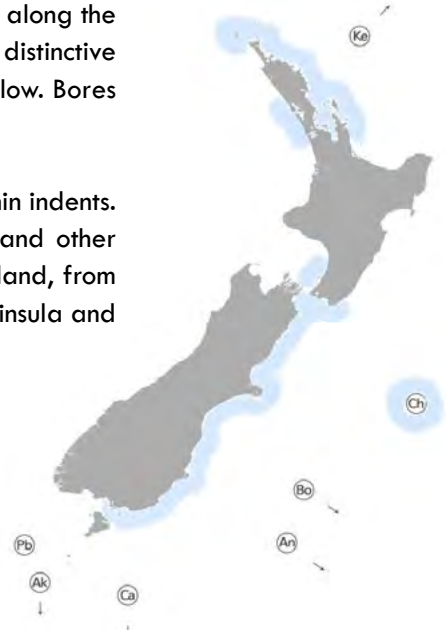 along the
distinctive
low. Bores
in indents.
and other
land, from
insula and
Ke
Ch
Bo
An
Pb
Ak
Ca